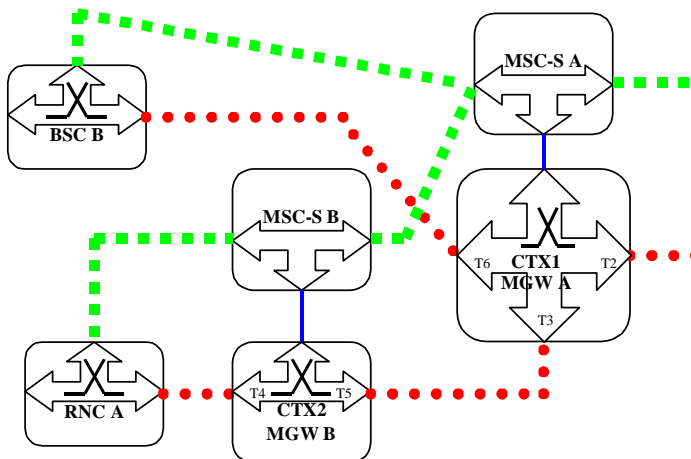 MSC-S A
BSC B
MSC-S B
CTX1
T6
T2
MGW A
T3
T4
T5
RNC A
CTX2
MGW B